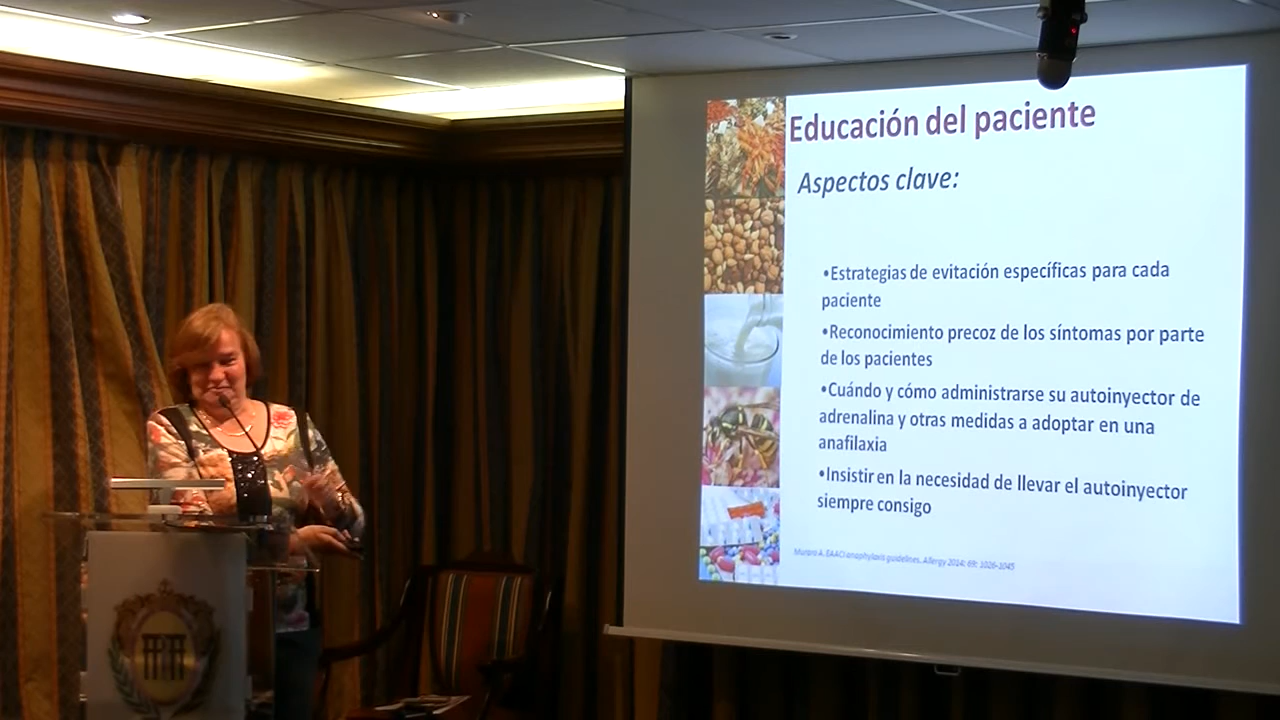 Educación del paciente
Aspectos clave:
•Estrategias de evitación específicas para cada
paciente
•Reconocimiento precoz de los síntomas por parte
de los pacientes
•Cuándo y cómo administrarse su autoinyector de
adrenalina y otras medidas a adoptar en una
anafilaxia
•Insistir en la necesidad de llevar el autoinyector
siempre consigo
Muraro A. EAACI anaphylaxis guidelines. Allergy 2014; 69: 1026-1045